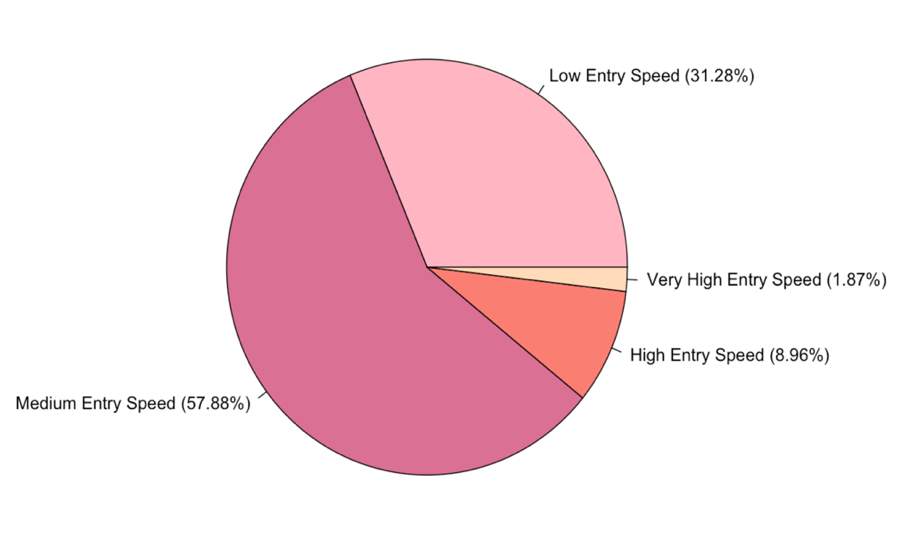 Low Entry Speed (31.28%)
Very High Entry Speed (1.87%)
High Entry Speed (8.96%)
Medium Entry Speed (57.88%)